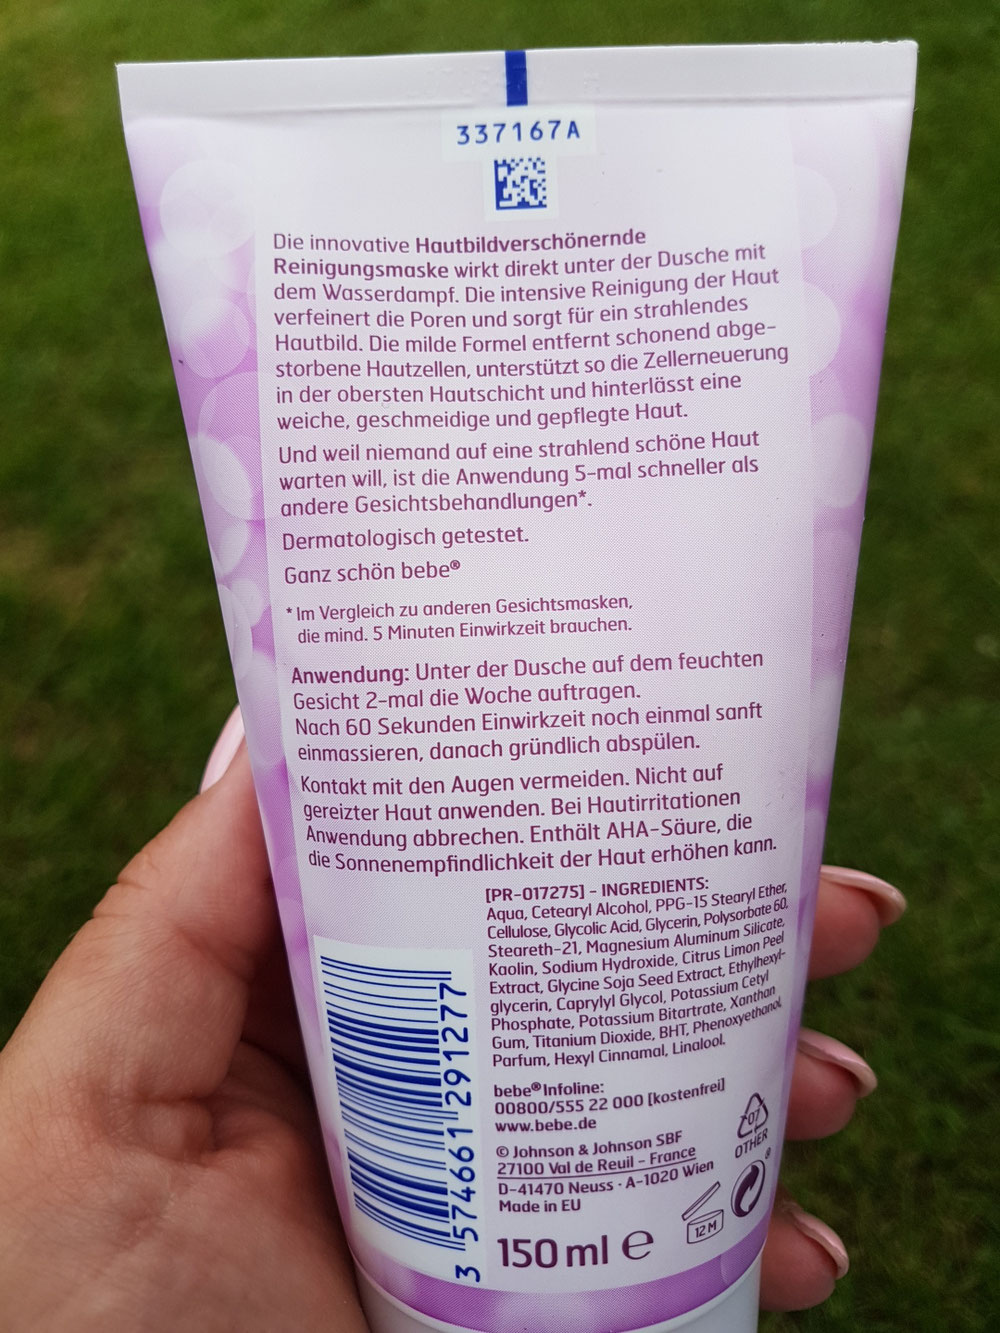 337167A
Die innovative Hautbildverschönernde
Reinigungsmaske wirkt direkt unter der Dusche mit
dem Wasserdampf. Die intensive Reinigung der Haut
verfeinert die Poren und sorgt für ein strahlendes
Hautbild. Die milde Formel entfernt schonend abge-
storbene Hautzellen, unterstützt so die Zellerneuerung
in der obersten Hautschicht und hinterlässt eine
weiche, geschmeidige und gepflegte Haut.
Und weil niemand auf eine strahlend schöne Haut
warten will, ist die Anwendung 5-mal schneller als
andere Gesichtsbehandlungen*.
Dermatologisch getestet.
Ganz schön bebe®
* Im Vergleich zu anderen Gesichtsmasken,
die mind. 5 Minuten Einwirkzeit brauchen.
Anwendung: Unter der Dusche auf dem feuchten
Gesicht 2-mal die Woche auftragen.
Nach 60 Sekunden Einwirkzeit noch einmal sanft
einmassieren, danach gründlich abspülen.
Kontakt mit den Augen vermeiden. Nicht auf
gereizter Haut anwenden. Bei Hautirritationen
Anwendung abbrechen. Enthält AHA-Säure, die
die Sonnenempfindlichkeit der Haut erhöhen kann.
[PR-017275] - INGREDIENTS:
Aqua, Cetearyl Alcohol, PPG-15 Stearyl Ether,
Cellulose, Glycolic Acid, Glycerin, Polysorbate 60,
Steareth-21, Magnesium Aluminum Silicate,
Kaolin, Sodium Hydroxide, Citrus Limon Peel
Extract, Glycine Soja Seed Extract, Ethylhexyl-
glycerin, Caprylyl Glycol, Potassium Cetyl
Phosphate, Potassium Bitartrate, Xanthan
Gum, Titanium Dioxide, BHT, Phenoxyethanol,
Parfum, Hexyl Cinnamal, Linalool.
bebe® Infoline:
00800/555 22 000 [kostenfrei]
www.bebe.de
© Johnson & Johnson SBF
27100 Val de Reuil - France
D-41470 Neuss · A-1020 Wien
Made in EU
150 ml e
12 M
07
OTHER
®
3 574661 291277